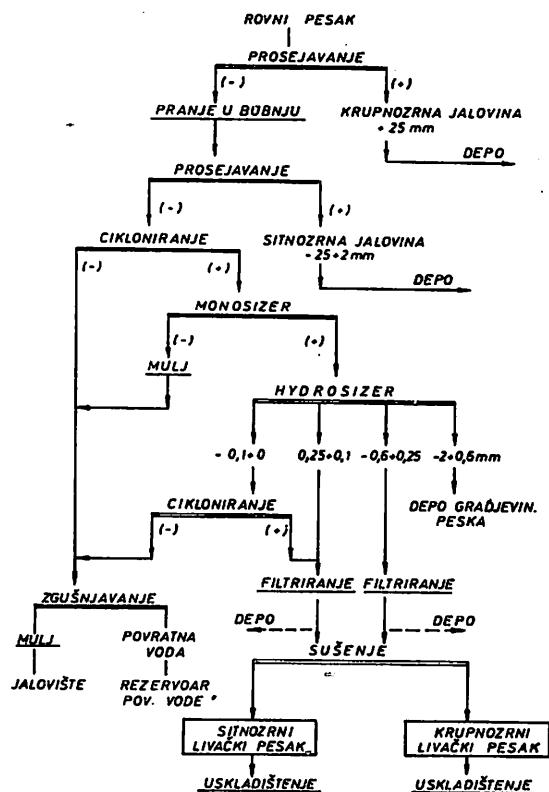 ROVNI PESAK
PROSEJAVANJE
(-)
(+)
PRANJE U BUBNJU
KRUPNOZRNA JALOVINA
+ 25 mm
DEPO
PROSEJAVANJE
(-)
(+)
CIKLONIRANJE
SITNOZRNA JALOVINA
- 25+2mm
(-)
(+)
DEPO
MONOSIZER
(-)
(+)
MULJ
HYDROSIZER
- 0,1+0
0,25+0,1
-0,6+0,25
-2+0,6mm
CIKLONIRANJE
DEPO GRADJEVIN.
PESKA
(-)
(+)
FILTRIRANJE
FILTRIRANJE
ZGUŠNJAVANJE
DEPO
DEPO
MULJ
POVRATNA
VODA
SUŠENJE
JALOVIŠTE
REZERVOAR
POV. VODE
SITNOZRNI
LIVAČKI PESAK
KRUPNOZRNI
LIVAČKI PESAK
USKLADIŠTENJE
USKLADIŠTENJE